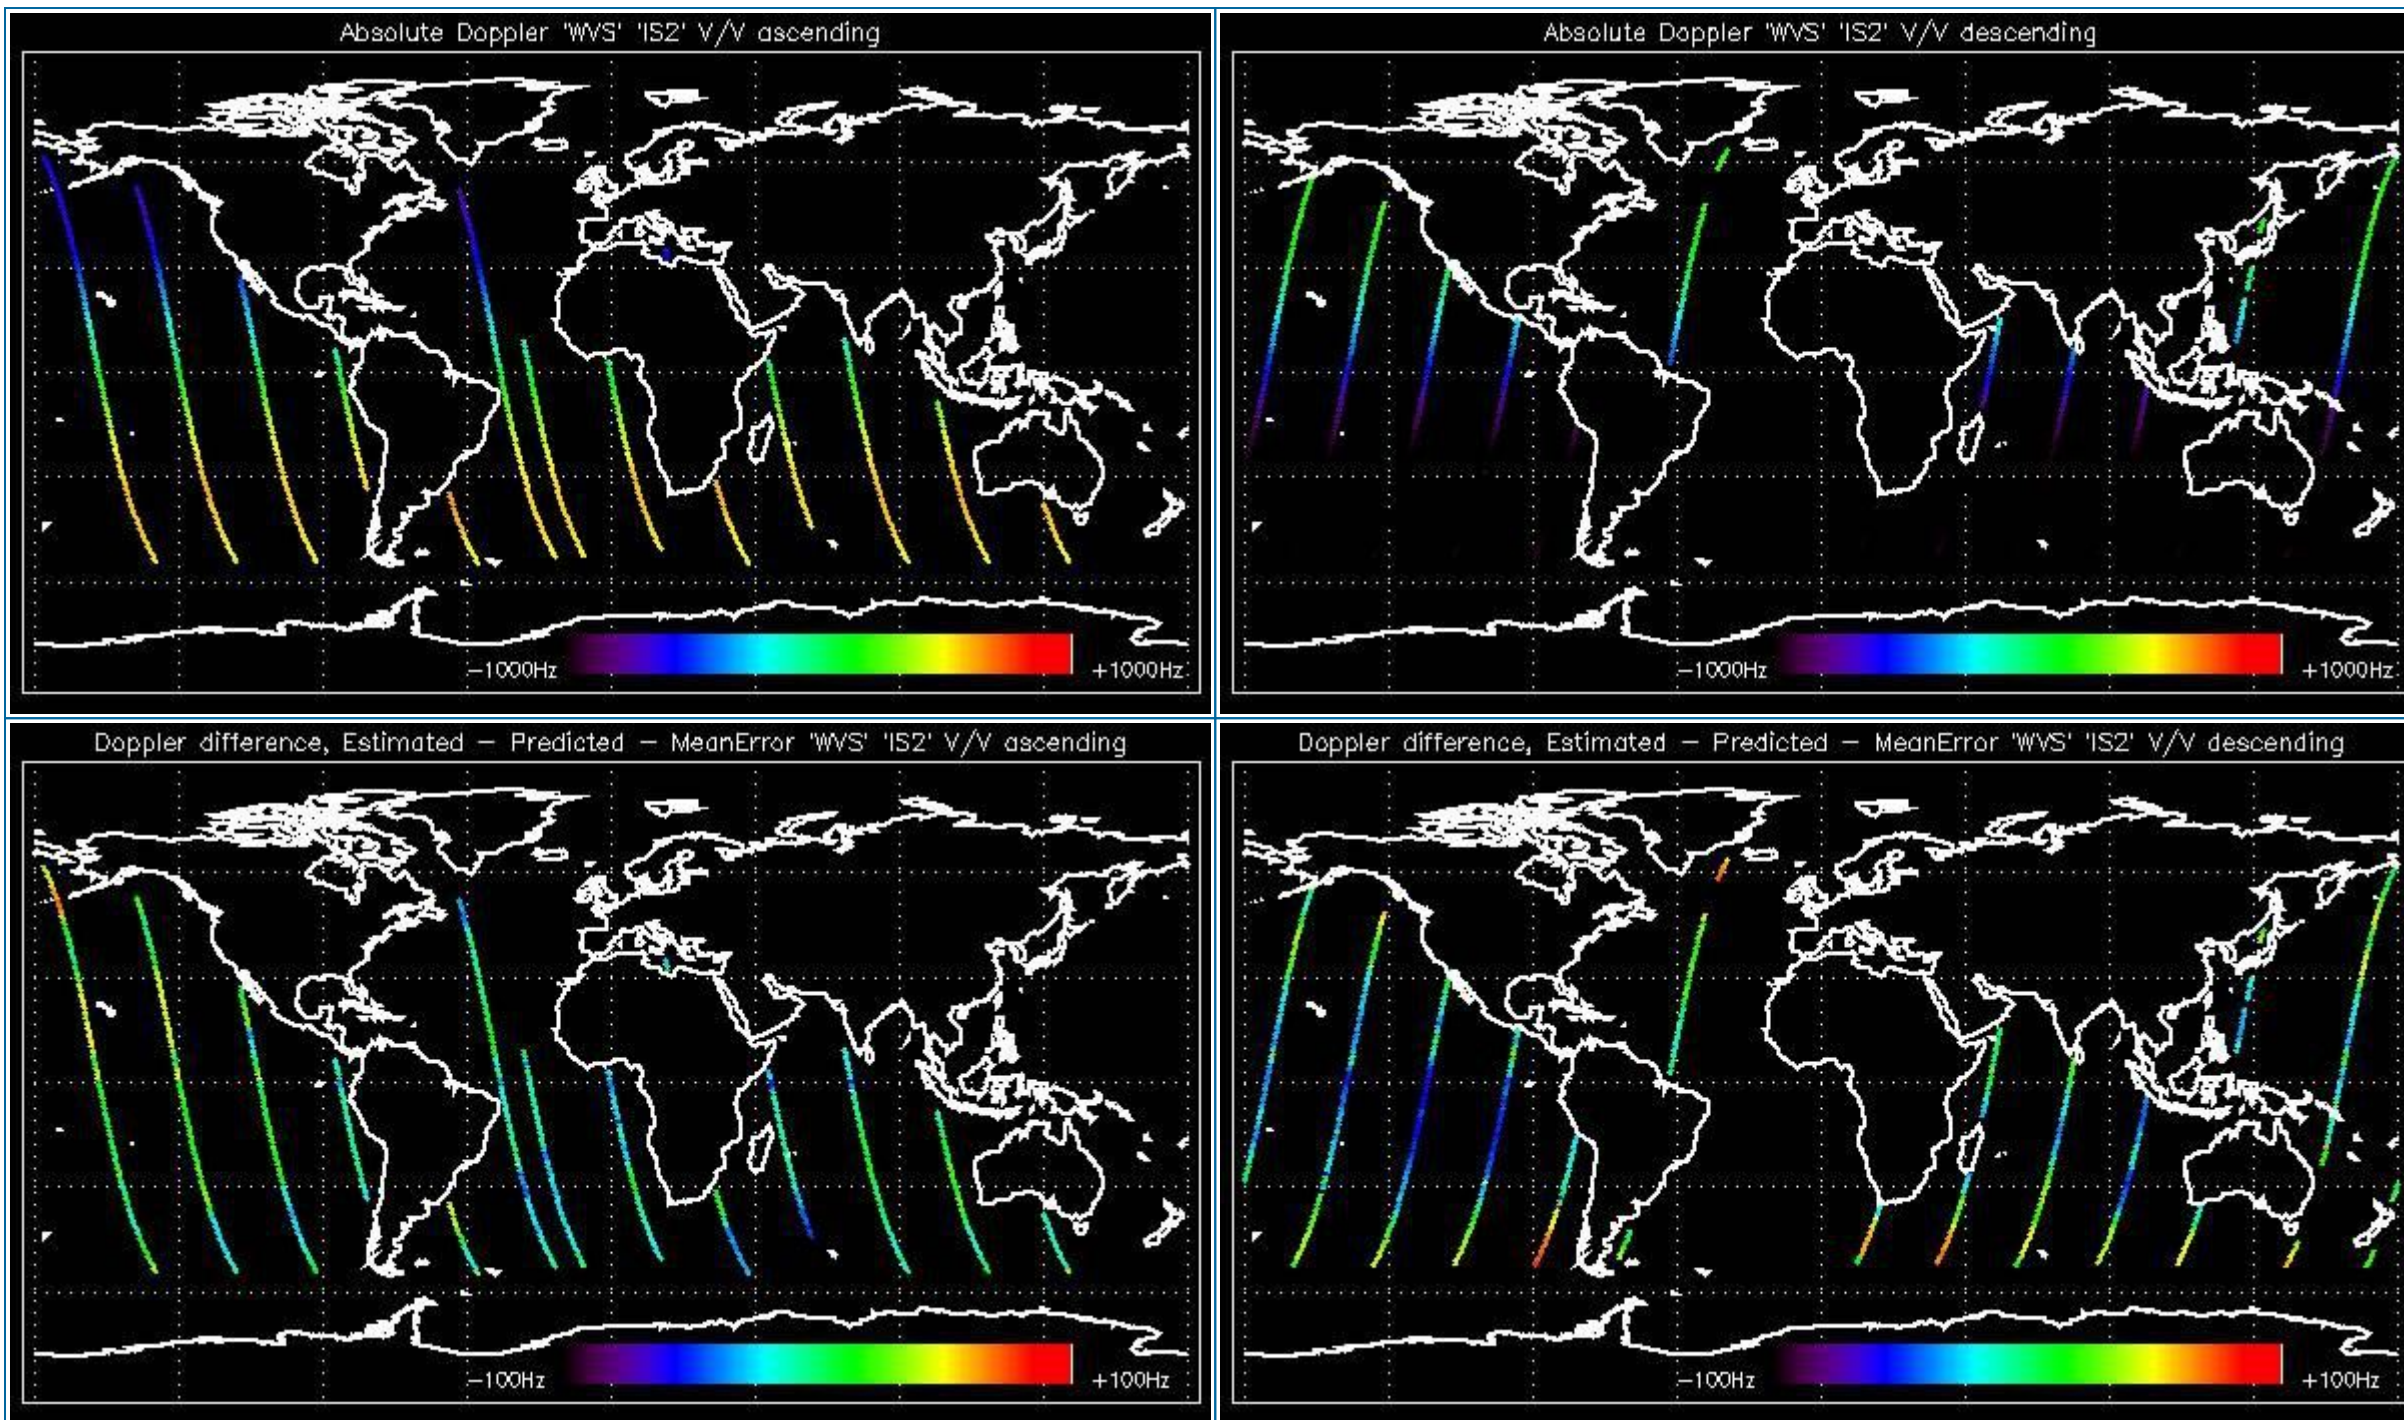 Absolute Doppler 'WVS' 'IS2' V/V ascending
-1000Hz +1000Hz
Absolute Doppler 'WVS' 'IS2' V/V descending
-1000Hz +1000Hz
Doppler difference, Estimated - Predicted - MeanError 'WVS' 'IS2' V/V ascending
-100Hz +100Hz
Doppler difference, Estimated - Predicted - MeanError 'WVS' 'IS2' V/V descending
-100Hz +100Hz